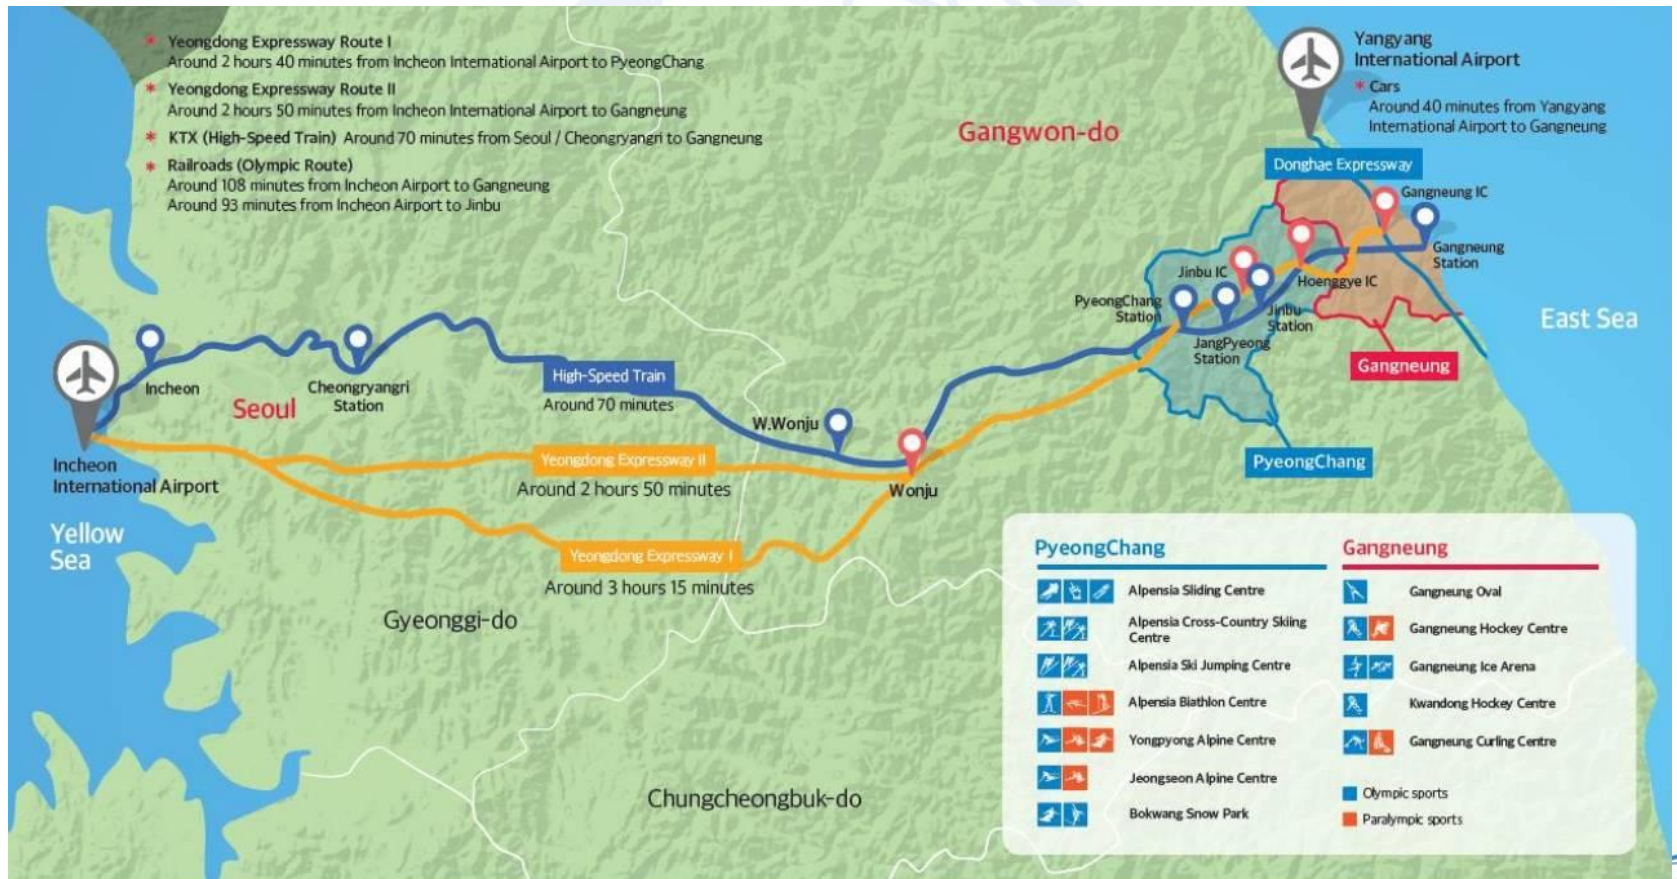 * Yeongdong Expressway Route I
Around 2 hours 40 minutes from Incheon International Airport to PyeongChang
* Yeongdong Expressway Route II
Around 2 hours 50 minutes from Incheon International Airport to Gangneung
* KTX (High-Speed Train) Around 70 minutes from Seoul / Cheongryangri to Gangneung
* Railroads (Olympic Route)
Around 108 minutes from Incheon Airport to Gangneung
Around 93 minutes from Incheon Airport to Jinbu
Yangyang
International Airport
* Cars
Around 40 minutes from Yangyang
International Airport to Gangneung
Gangwon-do
Donghae Expressway
Gangneung IC
Gangneung
Station
Jinbu IC
Hoenggye IC
PyeongChang
Station
Jinbu
Station
JangPyeong
Station
East Sea
Gangneung
PyeongChang
Incheon
Cheongryangri
Station
Seoul
High-Speed Train
Around 70 minutes
W.Wonju
Incheon
International Airport
Yeongdong Expressway II
Around 2 hours 50 minutes
Wonju
Yellow
Sea
Yeongdong Expressway I
Around 3 hours 15 minutes
Gyeonggi-do
Chungcheongbuk-do
PyeongChang
Alpensia Sliding Centre
Alpensia Cross-Country Skiing
Centre
Alpensia Ski Jumping Centre
Alpensia Biathlon Centre
Yongpyong Alpine Centre
Jeongseon Alpine Centre
Bokwang Snow Park
Gangneung
Gangneung Oval
Gangneung Hockey Centre
Gangneung Ice Arena
Kwandong Hockey Centre
Gangneung Curling Centre
Olympic sports
Paralympic sports